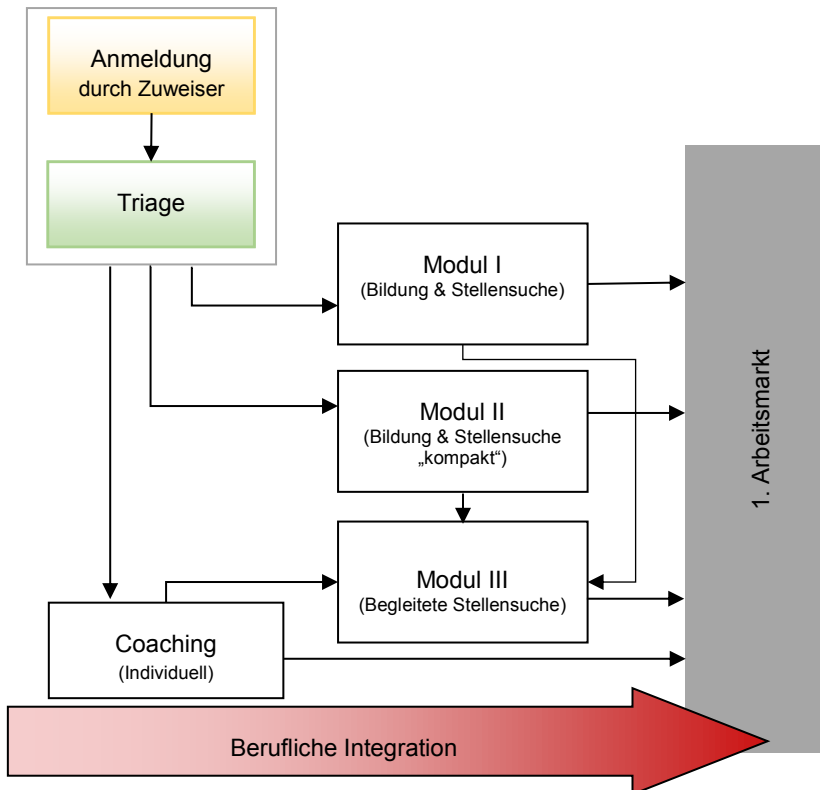 Anmeldung
durch Zuweiser
Triage
Modul I
(Bildung & Stellensuche)
Modul II
(Bildung & Stellensuche
„kompakt“)
Modul III
(Begleitete Stellensuche)
Coaching
(Individuell)
1. Arbeitsmarkt
Berufliche Integration